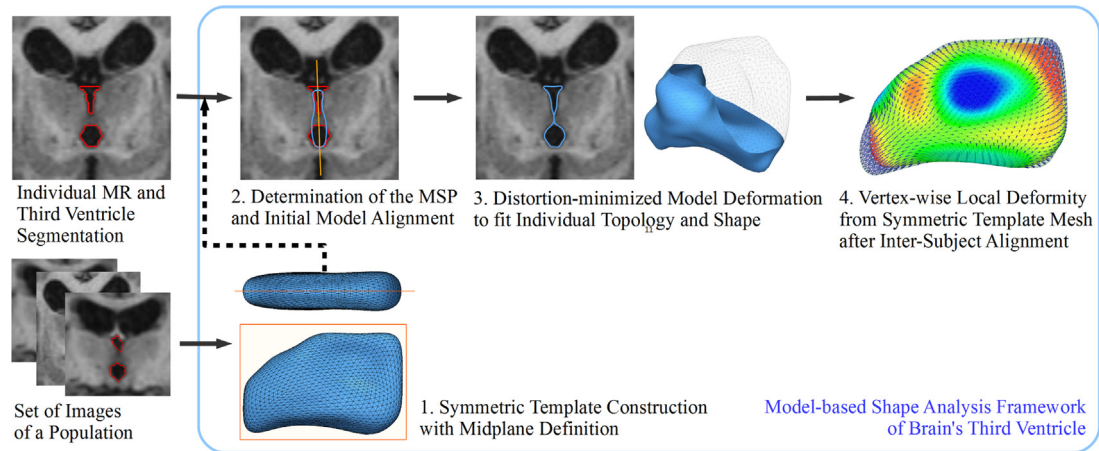 Individual MR and
Third Ventricle
Segmentation
2. Determination of the MSP
and Initial Model Alignment
3. Distortion-minimized Model Deformation
to fit Individual Topology and Shape
11
4. Vertex-wise Local Deformity
from Symmetric Template Mesh
after Inter-Subject Alignment
Set of Images
of a Population
1. Symmetric Template Construction
with Midplane Definition
Model-based Shape Analysis Framework
of Brain's Third Ventricle